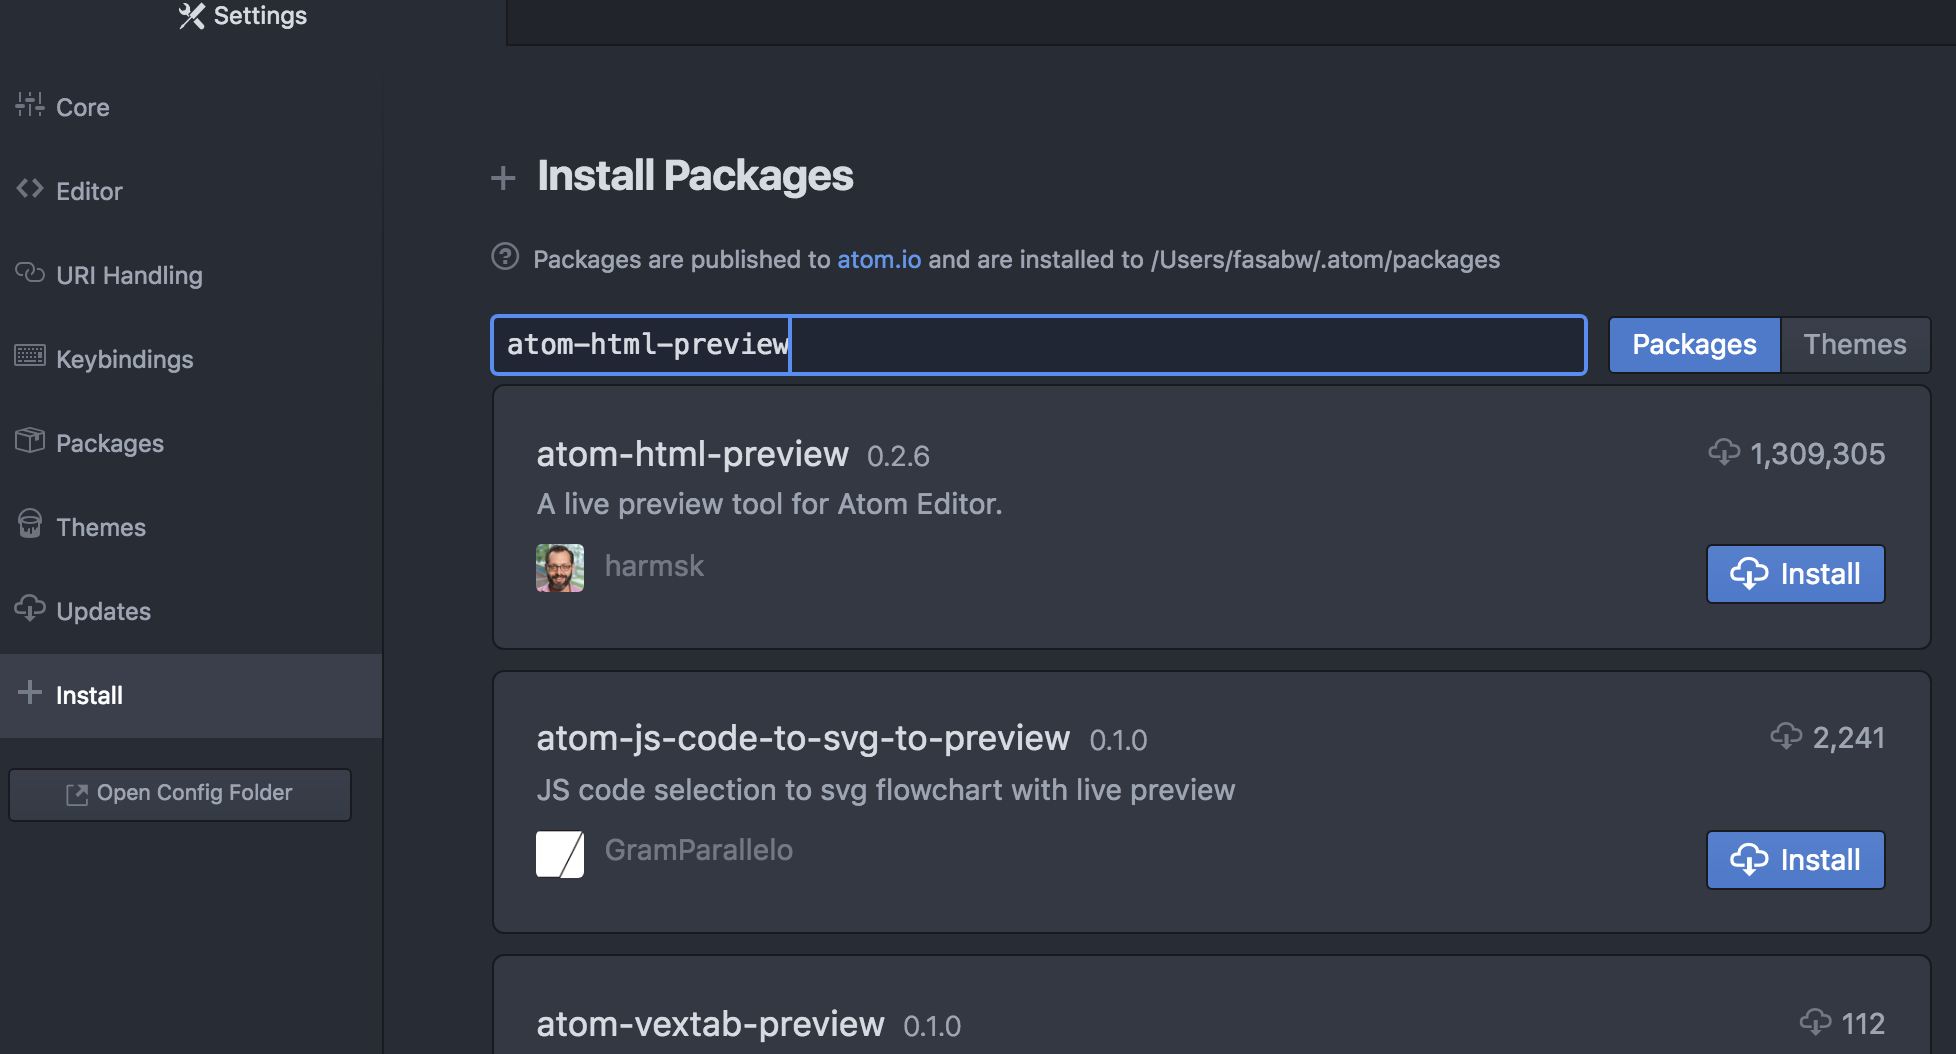 Settings
Core
Editor
URI Handling
Keybindings
Packages
Themes
Updates
Install
Open Config Folder
Install Packages
Packages are published to atom.io and are installed to /Users/fasabw/.atom/packages
atom-html-preview
Packages
Themes
atom-html-preview 0.2.6
1,309,305
A live preview tool for Atom Editor.
harmsk
Install
atom-js-code-to-svg-to-preview 0.1.0
2,241
JS code selection to svg flowchart with live preview
GramParallelo
Install
atom-vextab-preview 0.1.0
112